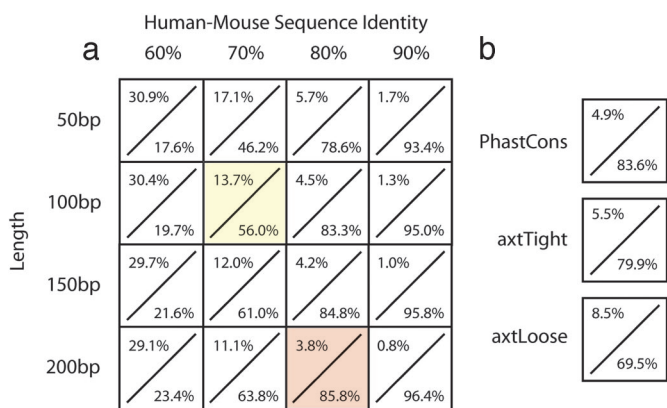 Human-Mouse Sequence Identity
a
60% 70% 80% 90%
50bp
30.9% 17.1% 5.7% 1.7%
17.6% 46.2% 78.6% 93.4%
100bp
30.4% 13.7% 4.5% 1.3%
19.7% 56.0% 83.3% 95.0%
150bp
29.7% 12.0% 4.2% 1.0%
21.6% 61.0% 84.8% 95.8%
200bp
29.1% 11.1% 3.8% 0.8%
23.4% 63.8% 85.8% 96.4%
Length
b
PhastCons
4.9%
83.6%
axtTight
5.5%
79.9%
axtLoose
8.5%
69.5%